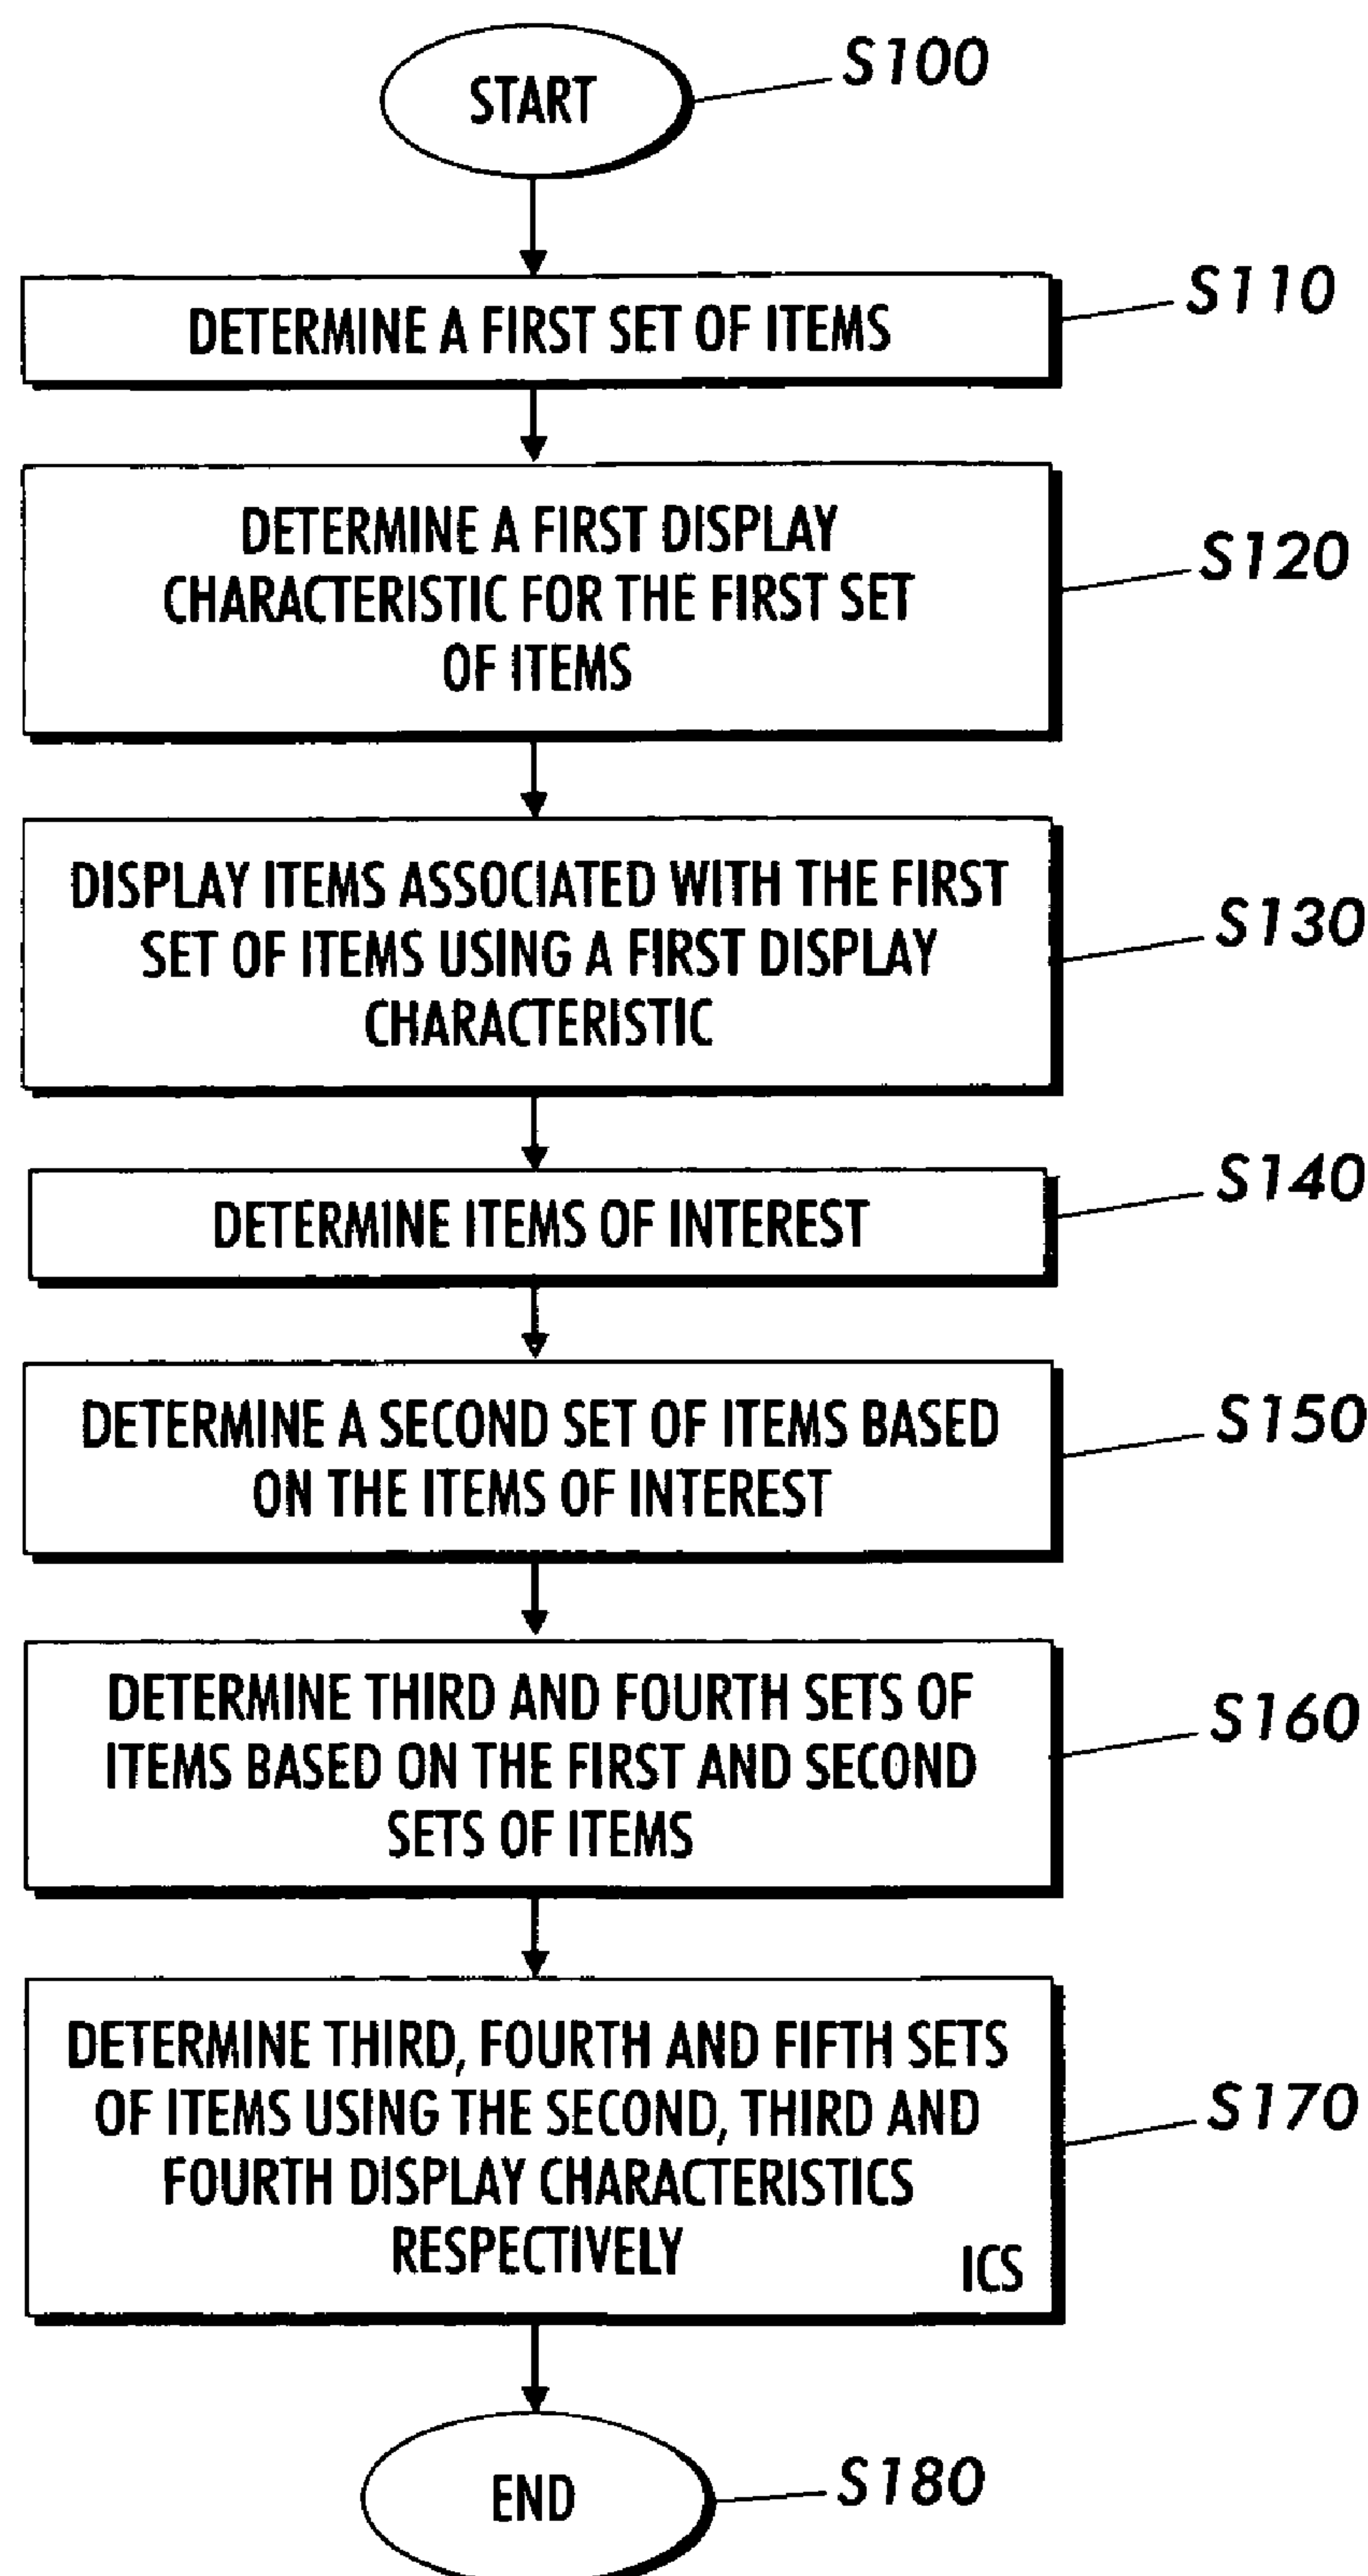 START
S100
DETERMINE A FIRST SET OF ITEMS
S110
DETERMINE A FIRST DISPLAY
CHARACTERISTIC FOR THE FIRST SET
OF ITEMS
S120
DISPLAY ITEMS ASSOCIATED WITH THE FIRST
SET OF ITEMS USING A FIRST DISPLAY
CHARACTERISTIC
S130
DETERMINE ITEMS OF INTEREST
S140
DETERMINE A SECOND SET OF ITEMS BASED
ON THE ITEMS OF INTEREST
S150
DETERMINE THIRD AND FOURTH SETS OF
ITEMS BASED ON THE FIRST AND SECOND
SETS OF ITEMS
S160
DETERMINE THIRD, FOURTH AND FIFTH SETS
OF ITEMS USING THE SECOND, THIRD AND
FOURTH DISPLAY CHARACTERISTICS
RESPECTIVELY
ICS
S170
END
S180